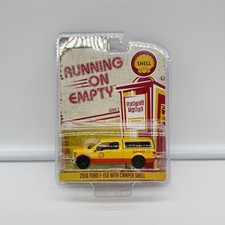 RUNNING
ON
EMPTY
SHELL
2016 FORD F-150 WITH CAMPER SHELL